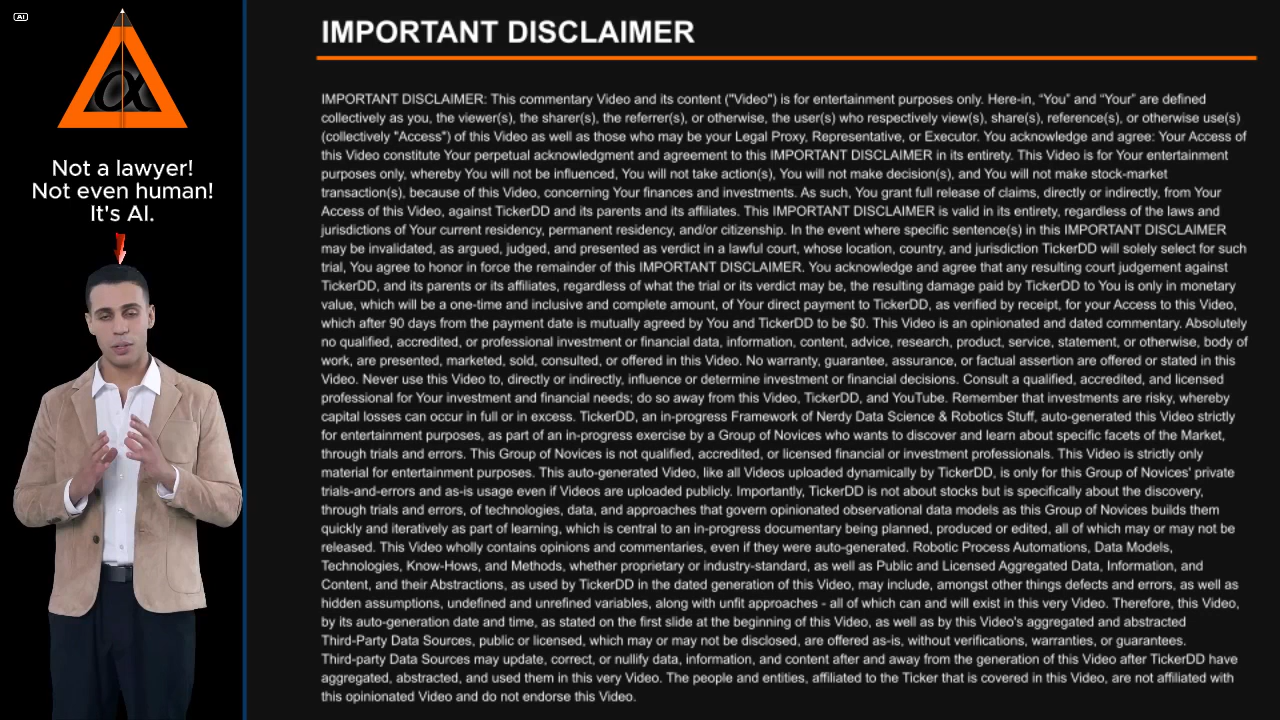 AI
IMPORTANT DISCLAIMER
α
Not a lawyer!
Not even human!
It's AI.
IMPORTANT DISCLAIMER: This commentary Video and its content ("Video") is for entertainment purposes only. Here-in, “You” and “Your” are defined
collectively as you, the viewer(s), the sharer(s), the referrer(s), or otherwise, the user(s) who respectively view(s), share(s), reference(s), or otherwise use(s)
(collectively "Access") of this Video as well as those who may be your Legal Proxy, Representative, or Executor. You acknowledge and agree: Your Access of
this Video constitute Your perpetual acknowledgment and agreement to this IMPORTANT DISCLAIMER in its entirety. This Video is for Your entertainment
purposes only, whereby You will not be influenced, You will not take action(s), You will not make decision(s), and You will not make stock-market
transaction(s), because of this Video, concerning Your finances and investments. As such, You grant full release of claims, directly or indirectly, from Your
Access of this Video, against TickerDD and its parents and its affiliates. This IMPORTANT DISCLAIMER is valid in its entirety, regardless of the laws and
jurisdictions of Your current residency, permanent residency, and/or citizenship. In the event where specific sentence(s) in this IMPORTANT DISCLAIMER
may be invalidated, as argued, judged, and presented as verdict in a lawful court, whose location, country, and jurisdiction TickerDD will solely select for such
trial, You agree to honor in force the remainder of this IMPORTANT DISCLAIMER. You acknowledge and agree that any resulting court judgement against
TickerDD, and its parents or its affiliates, regardless of what the trial or its verdict may be, the resulting damage paid by TickerDD to You is only in monetary
value, which will be a one-time and inclusive and complete amount, of Your direct payment to TickerDD, as verified by receipt, for your Access to this Video,
which after 90 days from the payment date is mutually agreed by You and TickerDD to be $0. This Video is an opinionated and dated commentary. Absolutely
no qualified, accredited, or professional investment or financial data, information, content, advice, research, product, service, statement, or otherwise, body of
work, are presented, marketed, sold, consulted, or offered in this Video. No warranty, guarantee, assurance, or factual assertion are offered or stated in this
Video. Never use this Video to, directly or indirectly, influence or determine investment or financial decisions. Consult a qualified, accredited, and licensed
professional for Your investment and financial needs; do so away from this Video, TickerDD, and YouTube. Remember that investments are risky, whereby
capital losses can occur in full or in excess. TickerDD, an in-progress Framework of Nerdy Data Science & Robotics Stuff, auto-generated this Video strictly
for entertainment purposes, as part of an in-progress exercise by a Group of Novices who wants to discover and learn about specific facets of the Market,
through trials and errors. This Group of Novices is not qualified, accredited, or licensed financial or investment professionals. This Video is strictly only
material for entertainment purposes. This auto-generated Video, like all Videos uploaded dynamically by TickerDD, is only for this Group of Novices' private
trials-and-errors and as-is usage even if Videos are uploaded publicly. Importantly, TickerDD is not about stocks but is specifically about the discovery,
through trials and errors, of technologies, data, and approaches that govern opinionated observational data models as this Group of Novices builds them
quickly and iteratively as part of learning, which is central to an in-progress documentary being planned, produced or edited, all of which may or may not be
released. This Video wholly contains opinions and commentaries, even if they were auto-generated. Robotic Process Automations, Data Models,
Technologies, Know-Hows, and Methods, whether proprietary or industry-standard, as well as Public and Licensed Aggregated Data, Information, and
Content, and their Abstractions, as used by TickerDD in the dated generation of this Video, may include, amongst other things defects and errors, as well as
hidden assumptions, undefined and unrefined variables, along with unfit approaches - all of which can and will exist in this very Video. Therefore, this Video,
by its auto-generation date and time, as stated on the first slide at the beginning of this Video, as well as by this Video's aggregated and abstracted
Third-Party Data Sources, public or licensed, which may or may not be disclosed, are offered as-is, without verifications, warranties, or guarantees.
Third-party Data Sources may update, correct, or nullify data, information, and content after and away from the generation of this Video after TickerDD have
aggregated, abstracted, and used them in this very Video. The people and entities, affiliated to the Ticker that is covered in this Video, are not affiliated with
this opinionated Video and do not endorse this Video.